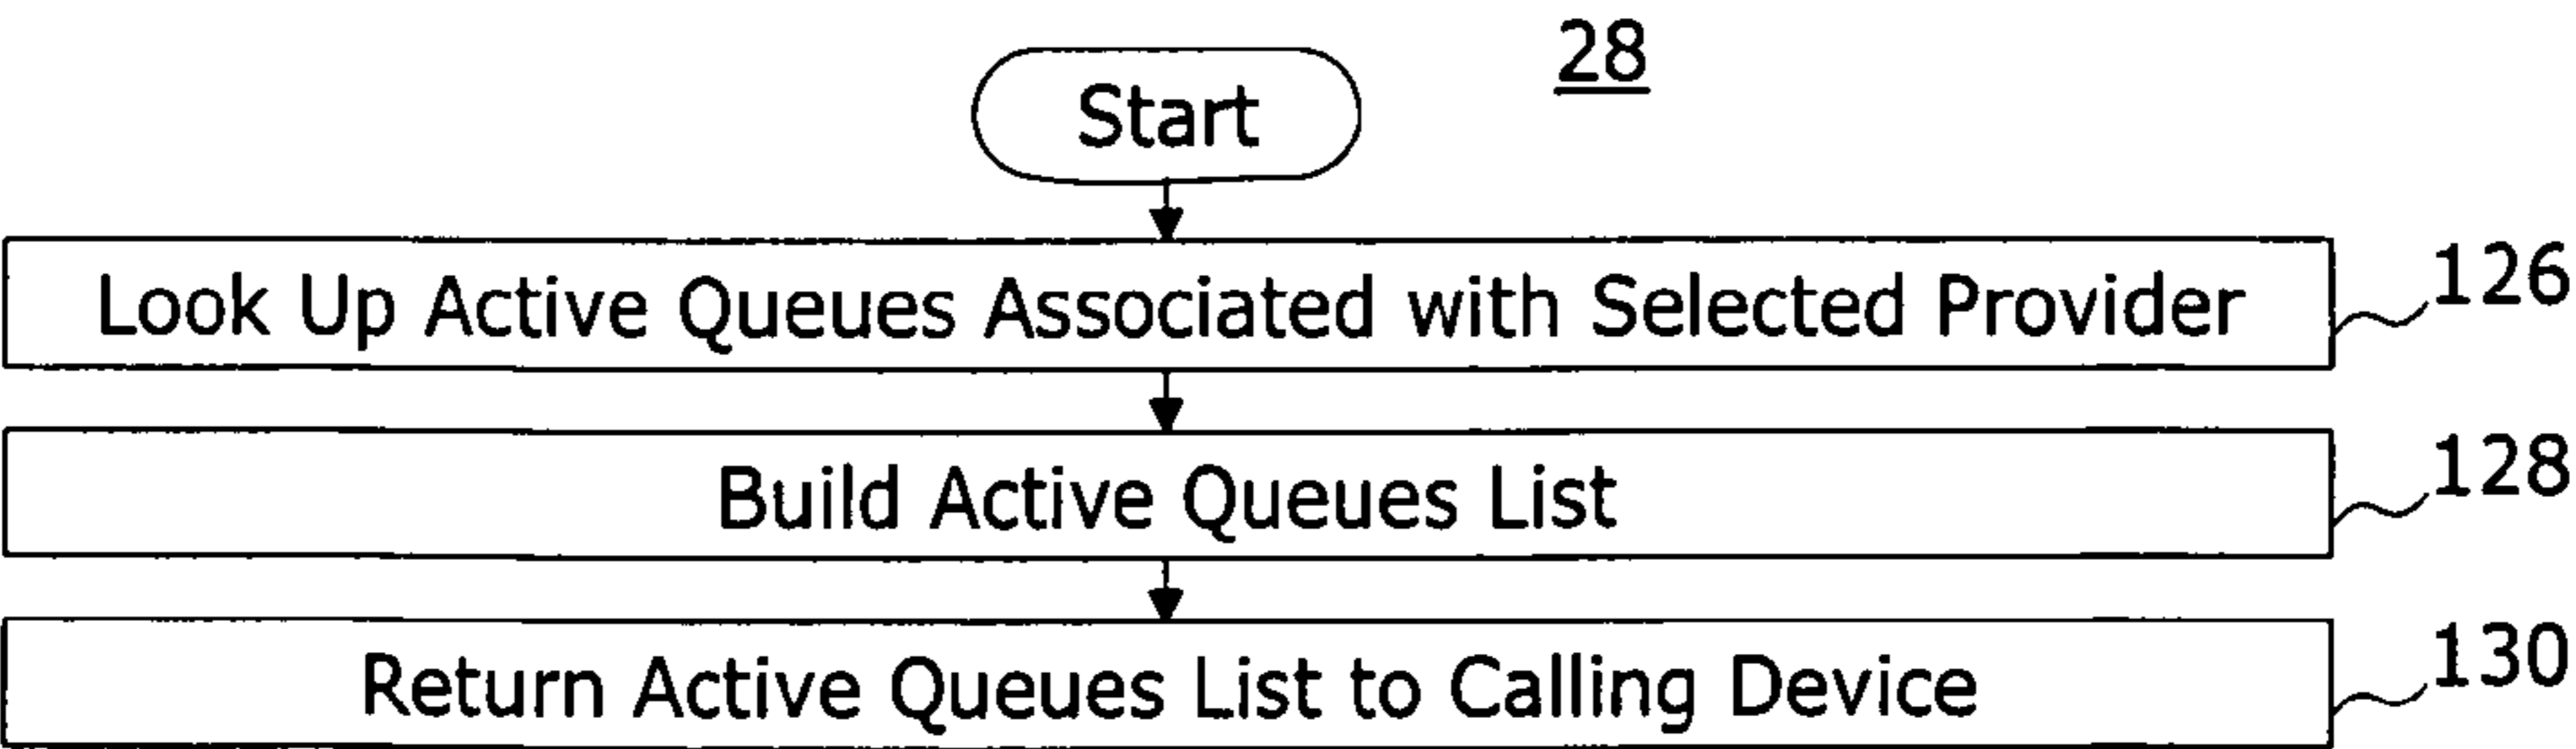 28
Start
Look Up Active Queues Associated with Selected Provider
126
Build Active Queues List
128
Return Active Queues List to Calling Device
130